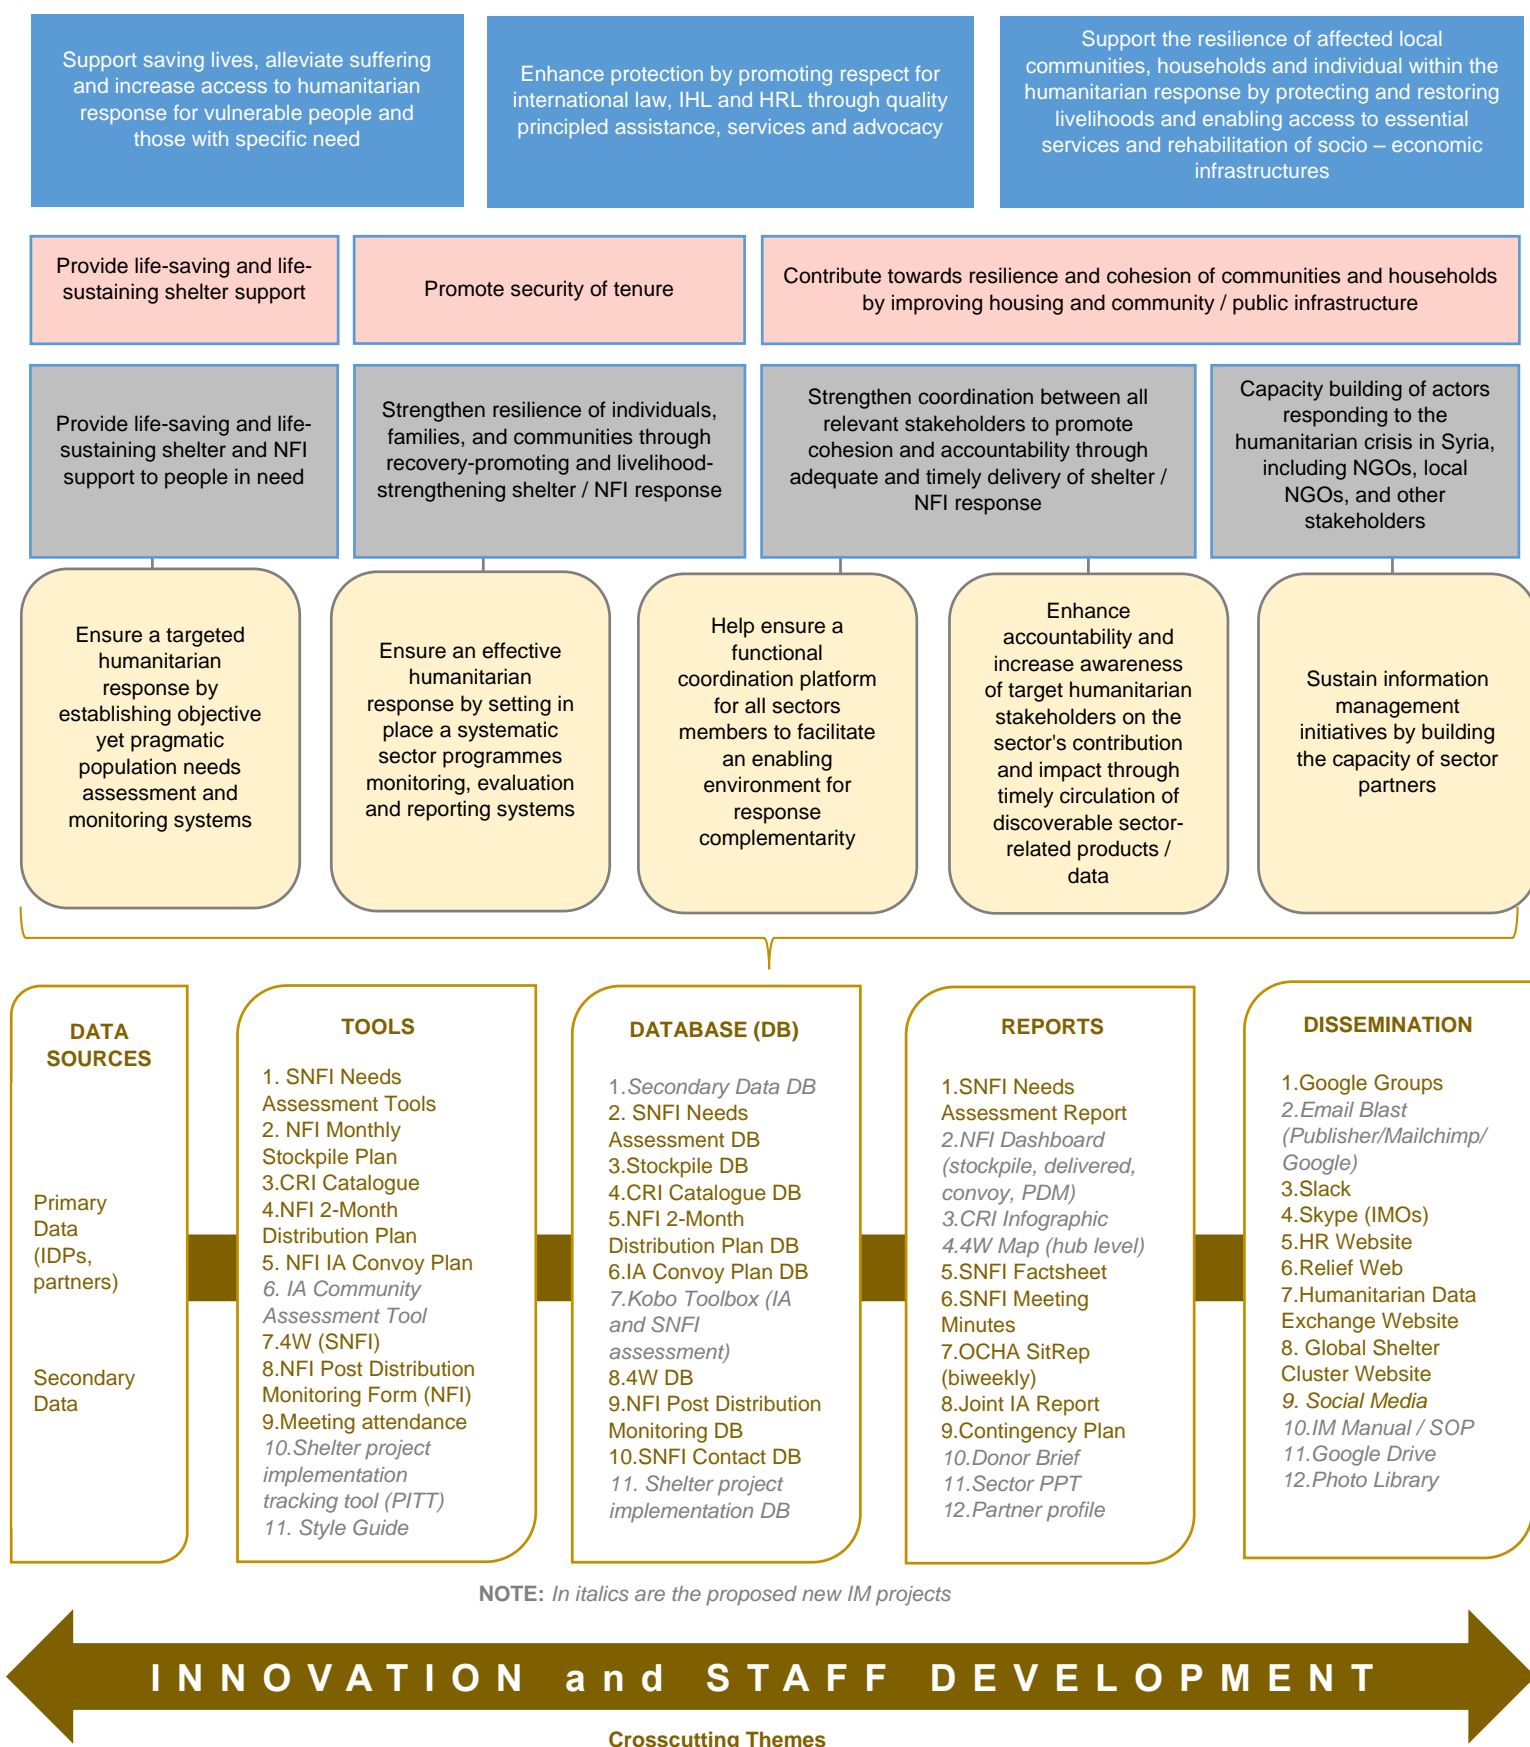 Support saving lives, alleviate suffering
and increase access to humanitarian
response for vulnerable people and
those with specific need
Enhance protection by promoting respect for
international law, IHL and HRL through quality
principled assistance, services and advocacy
Support the resilience of affected local
communities, households and individual within the
humanitarian response by protecting and restoring
livelihoods and enabling access to essential
services and rehabilitation of socio – economic
infrastructures
Provide life-saving and life-
sustaining shelter support
Promote security of tenure
Contribute towards resilience and cohesion of communities and households
by improving housing and community / public infrastructure
Provide life-saving and life-
sustaining shelter and NFI
support to people in need
Strengthen resilience of individuals,
families, and communities through
recovery-promoting and livelihood-
strengthening shelter / NFI response
Strengthen coordination between all
relevant stakeholders to promote
cohesion and accountability through
adequate and timely delivery of shelter /
NFI response
Capacity building of actors
responding to the
humanitarian crisis in Syria,
including NGOs, local
NGOs, and other
stakeholders
Ensure a targeted
humanitarian
response by
establishing objective
yet pragmatic
population needs
assessment and
monitoring systems
Ensure an effective
humanitarian
response by setting in
place a systematic
sector programmes
monitoring, evaluation
and reporting systems
Help ensure a
functional
coordination platform
for all sectors
members to facilitate
an enabling
environment for
response
complementarity
Enhance
accountability and
increase awareness
of target humanitarian
stakeholders on the
sector's contribution
and impact through
timely circulation of
discoverable sector-
related products /
data
Sustain information
management
initiatives by building
the capacity of sector
partners
DATA
SOURCES
Primary
Data
(IDPs,
partners)
Secondary
Data
TOOLS
1. SNFI Needs
Assessment Tools
2. NFI Monthly
Stockpile Plan
3.CRI Catalogue
4.NFI 2-Month
Distribution Plan
5. NFI IA Convoy Plan
6. IA Community
Assessment Tool
7.4W (SNFI)
8.NFI Post Distribution
Monitoring Form (NFI)
9.Meeting attendance
10.Shelter project
implementation
tracking tool (PITT)
11. Style Guide
DATABASE (DB)
1.Secondary Data DB
2. SNFI Needs
Assessment DB
3.Stockpile DB
4.CRI Catalogue DB
5.NFI 2-Month
Distribution Plan DB
6.IA Convoy Plan DB
7.Kobo Toolbox (IA
and SNFI
assessment)
8.4W DB
9.NFI Post Distribution
Monitoring DB
10.SNFI Contact DB
11. Shelter project
implementation DB
REPORTS
1.SNFI Needs
Assessment Report
2.NFI Dashboard
(stockpile, delivered,
convoy, PDM)
3.CRI Infographic
4.4W Map (hub level)
5.SNFI Factsheet
6.SNFI Meeting
Minutes
7.OCHA SitRep
(biweekly)
8.Joint IA Report
9.Contingency Plan
10.Donor Brief
11.Sector PPT
12.Partner profile
DISSEMINATION
1.Google Groups
2.Email Blast
(Publisher/Mailchimp/
Google)
3.Slack
4.Skype (IMOs)
5.HR Website
6.Relief Web
7.Humanitarian Data
Exchange Website
8. Global Shelter
Cluster Website
9. Social Media
10.IM Manual / SOP
11.Google Drive
12.Photo Library
NOTE: In italics are the proposed new IM projects
INNOVATION and STAFF DEVELOPMENT
Crosscutting Themes